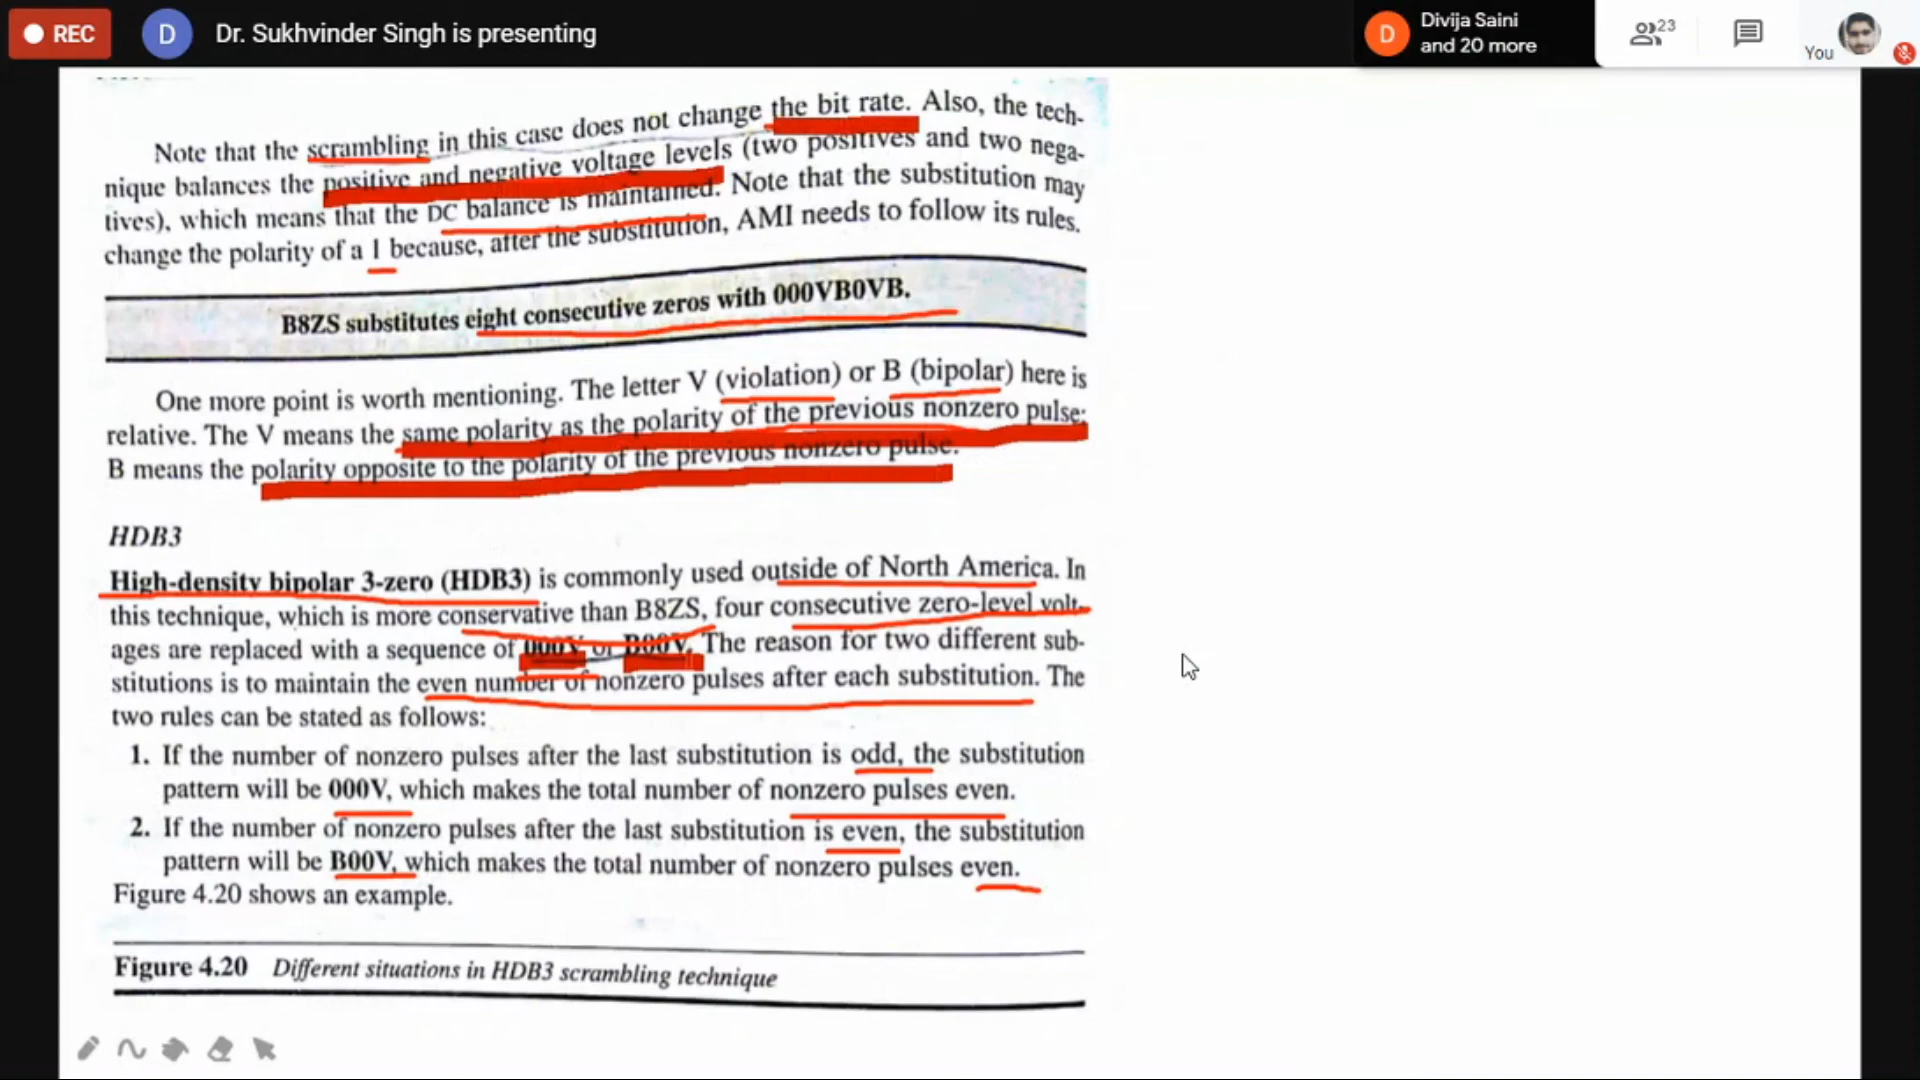 REC
D
Dr. Sukhvinder Singh is presenting
D
Divija Saini
and 20 more
23
You
Note that the scrambling in this case does not change the bit rate. Also, the tech-
nique balances the positive and negative voltage levels (two positives and two nega-
tives), which means that the DC balance is maintained. Note that the substitution may
change the polarity of a 1 because, after the substitution, AMI needs to follow its rules.
B8ZS substitutes eight consecutive zeros with 000VB0VB.
One more point is worth mentioning. The letter V (violation) or B (bipolar) here is
relative. The V means the same polarity as the polarity of the previous nonzero pulse;
B means the polarity opposite to the polarity of the previous nonzero pulse.
HDB3
High-density bipolar 3-zero (HDB3) is commonly used outside of North America. In
this technique, which is more conservative than B8ZS, four consecutive zero-level volt-
ages are replaced with a sequence of 000V or B00V. The reason for two different sub-
stitutions is to maintain the even number of nonzero pulses after each substitution. The
two rules can be stated as follows:
1. If the number of nonzero pulses after the last substitution is odd, the substitution
pattern will be 000V, which makes the total number of nonzero pulses even.
2. If the number of nonzero pulses after the last substitution is even, the substitution
pattern will be B00V, which makes the total number of nonzero pulses even.
Figure 4.20 shows an example.
Figure 4.20 Different situations in HDB3 scrambling technique